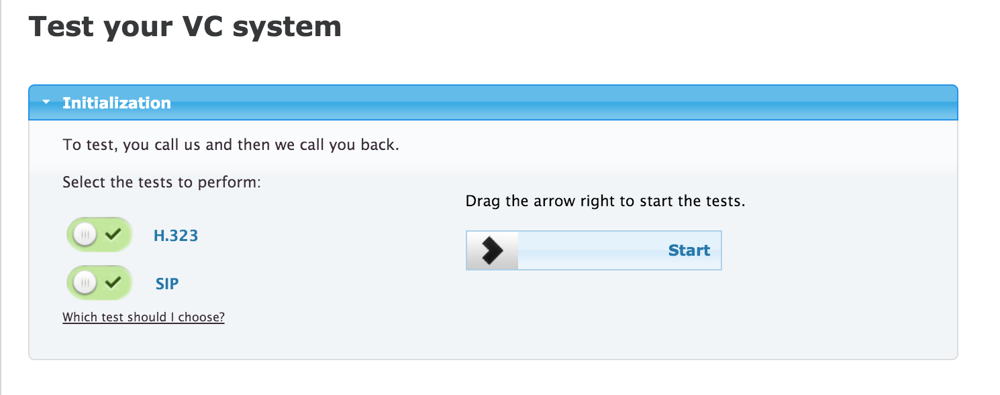 Test your VC system
Initialization
To test, you call us and then we call you back.
Select the tests to perform:
H.323
SIP
Which test should I choose?
Drag the arrow right to start the tests.
Start